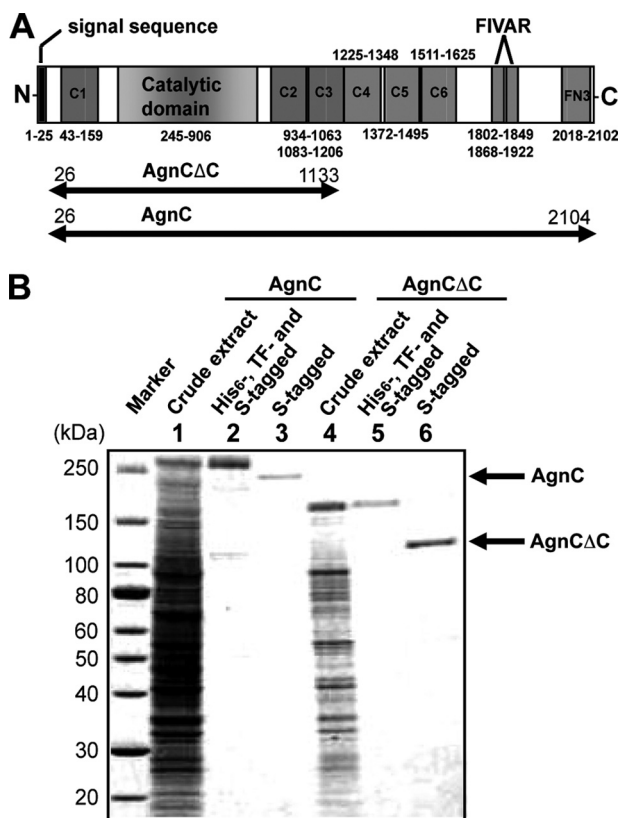 A
signal sequence
FIVAR
1225-1348 1511-1625
N C1 Catalytic domain C2 C3 C4 C5 C6 FN3 C
1-25 43-159 245-906 934-1063 1372-1495 1802-1849 2018-2102
1083-1206 1868-1922
26 AgnCΔC 1133
26 AgnC 2104
B
AgnC AgnCΔC
Marker
Crude extract
His6-, TF- and S-tagged
S-tagged
Crude extract
His6-, TF- and S-tagged
S-tagged
(kDa) 1 2 3 4 5 6
250
AgnC
150
AgnCΔC
100
80
60
50
40
30
20